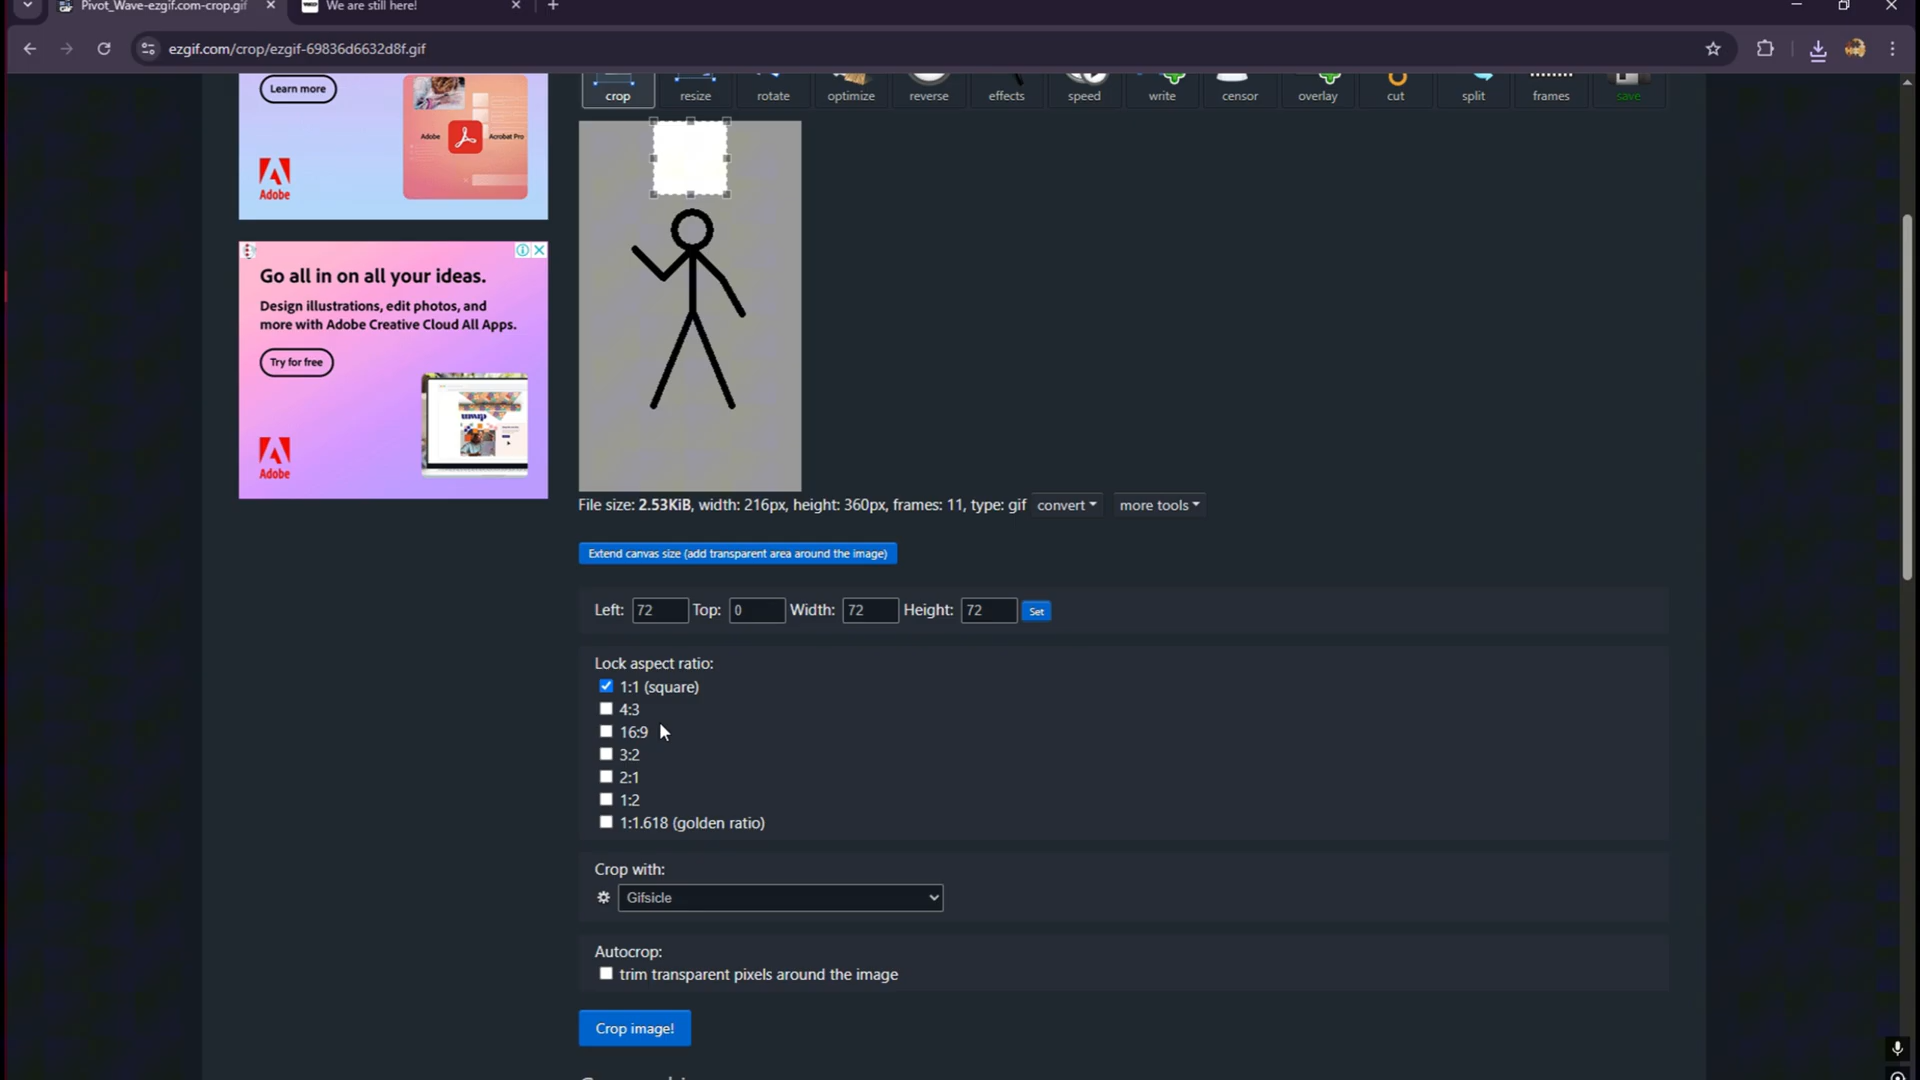 Pivot_Wave-ezgif.com-crop.gif
We are still here!
ezgif.com/crop/ezgif-69836d6632d8f.gif
Learn more
Adobe
Acrobat Pro
Adobe
crop
resize
rotate
optimize
reverse
effects
speed
write
censor
overlay
cut
split
frames
save
Go all in on all your ideas.
Design illustrations, edit photos, and
more with Adobe Creative Cloud All Apps.
Try for free
Adobe
File size: 2.53KiB, width: 216px, height: 360px, frames: 11, type: gif
convert
more tools
Extend canvas size (add transparent area around the image)
Left: 72 Top: 0 Width: 72 Height: 72 Set
Lock aspect ratio:
1:1 (square)
4:3
16:9
3:2
2:1
1:2
1:1.618 (golden ratio)
Crop with:
Gifsicle
Autocrop:
trim transparent pixels around the image
Crop image!